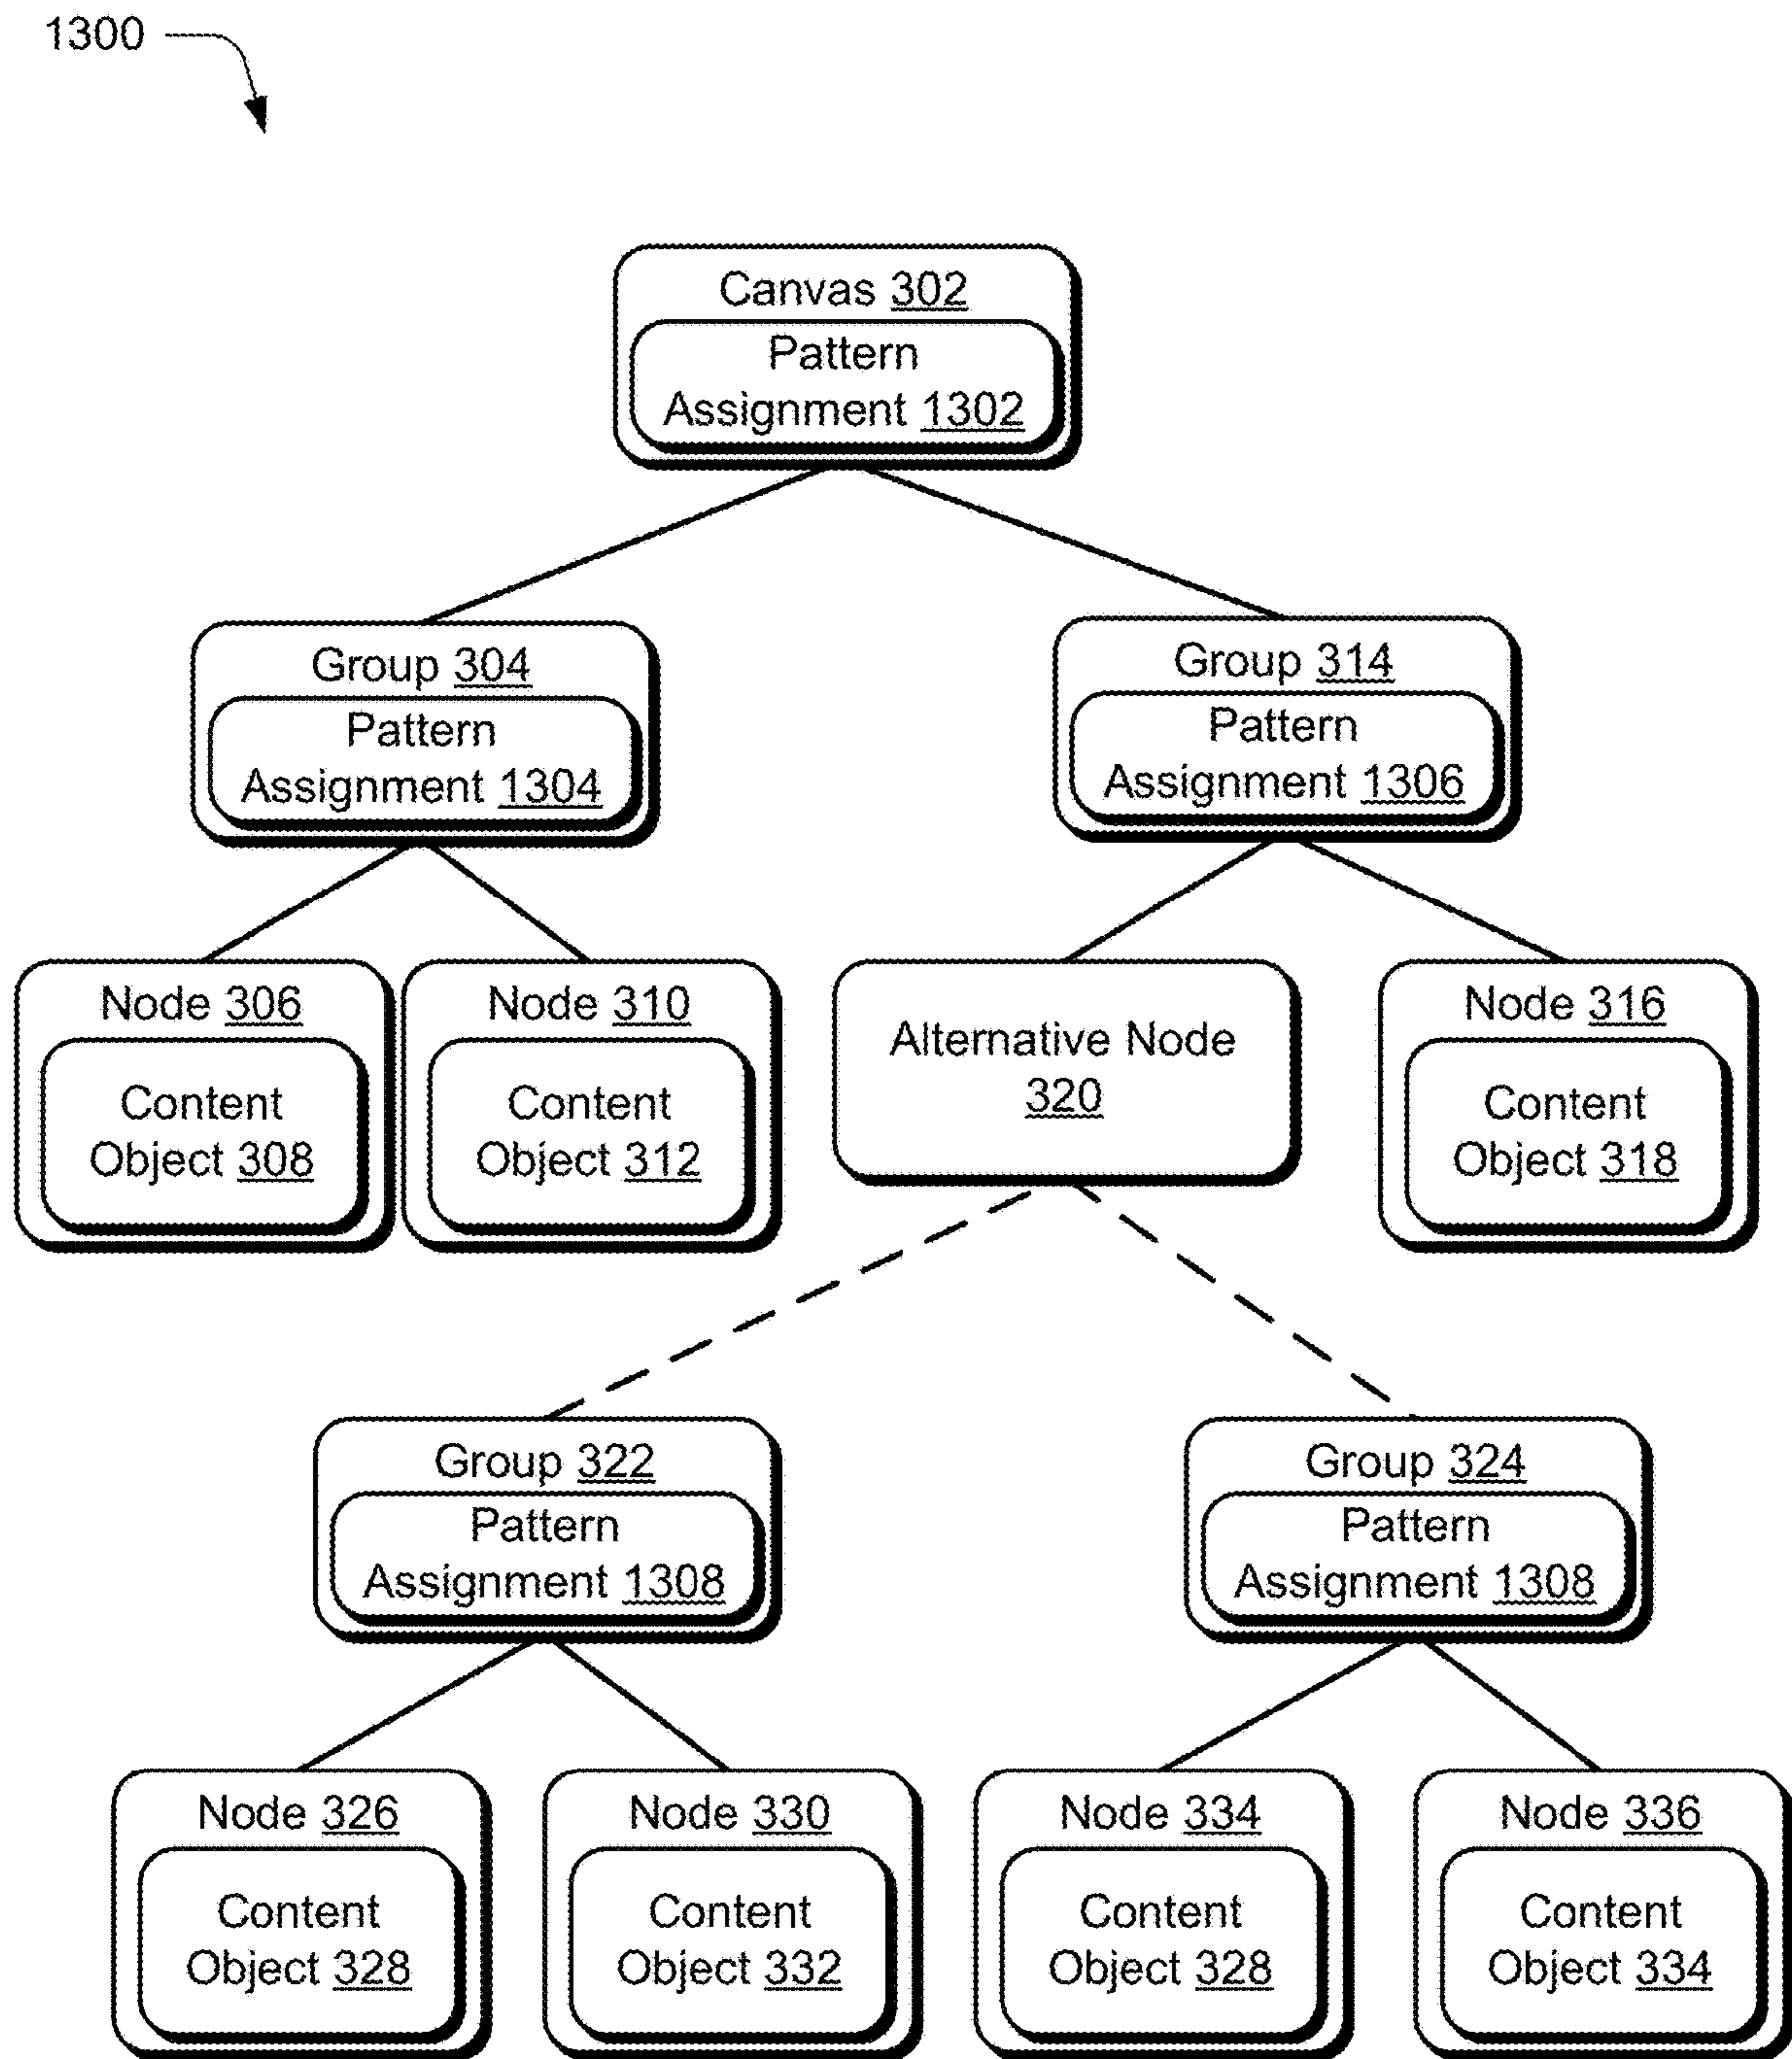 1300
Canvas 302
Pattern
Assignment 1302
Group 304
Pattern
Assignment 1304
Group 314
Pattern
Assignment 1306
Node 306
Content
Object 308
Node 310
Content
Object 312
Alternative Node
320
Node 316
Content
Object 318
Group 322
Pattern
Assignment 1308
Group 324
Pattern
Assignment 1308
Node 326
Content
Object 328
Node 330
Content
Object 332
Node 334
Content
Object 328
Node 336
Content
Object 334